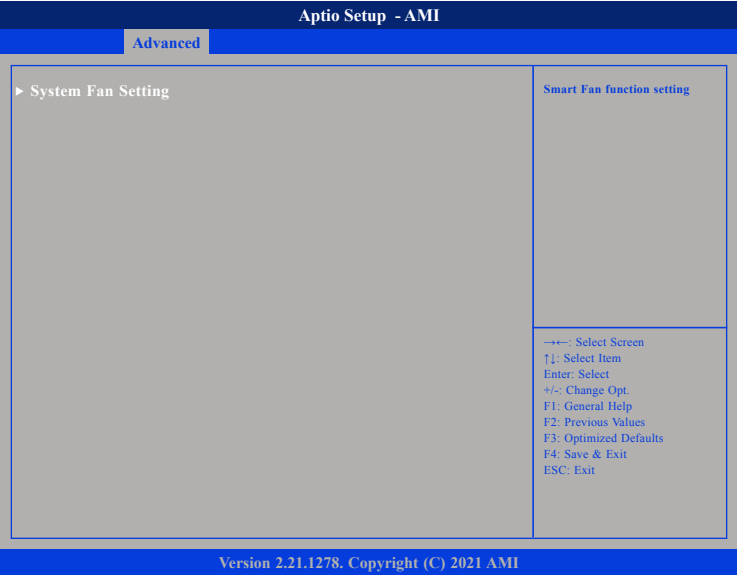 Aptio Setup - AMI
Advanced
► System Fan Setting
Smart Fan function setting
→←: Select Screen
↑↓: Select Item
Enter: Select
+/-: Change Opt.
F1: General Help
F2: Previous Values
F3: Optimized Defaults
F4: Save & Exit
ESC: Exit
Version 2.21.1278. Copyright (C) 2021 AMI